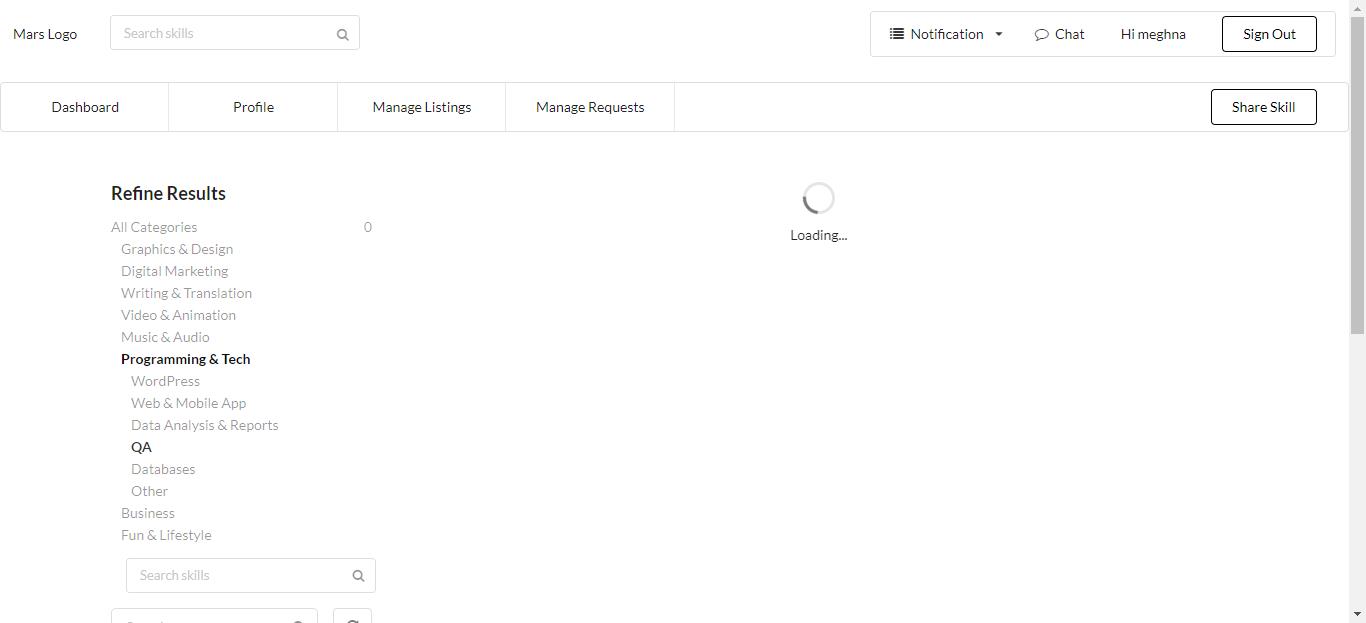 Mars Logo
Search skills
Notification
Chat
Hi meghna
Sign Out
Dashboard
Profile
Manage Listings
Manage Requests
Share Skill
Refine Results
All Categories 0
Graphics & Design
Digital Marketing
Writing & Translation
Video & Animation
Music & Audio
Programming & Tech
WordPress
Web & Mobile App
Data Analysis & Reports
QA
Databases
Other
Business
Fun & Lifestyle
Search skills
Loading...